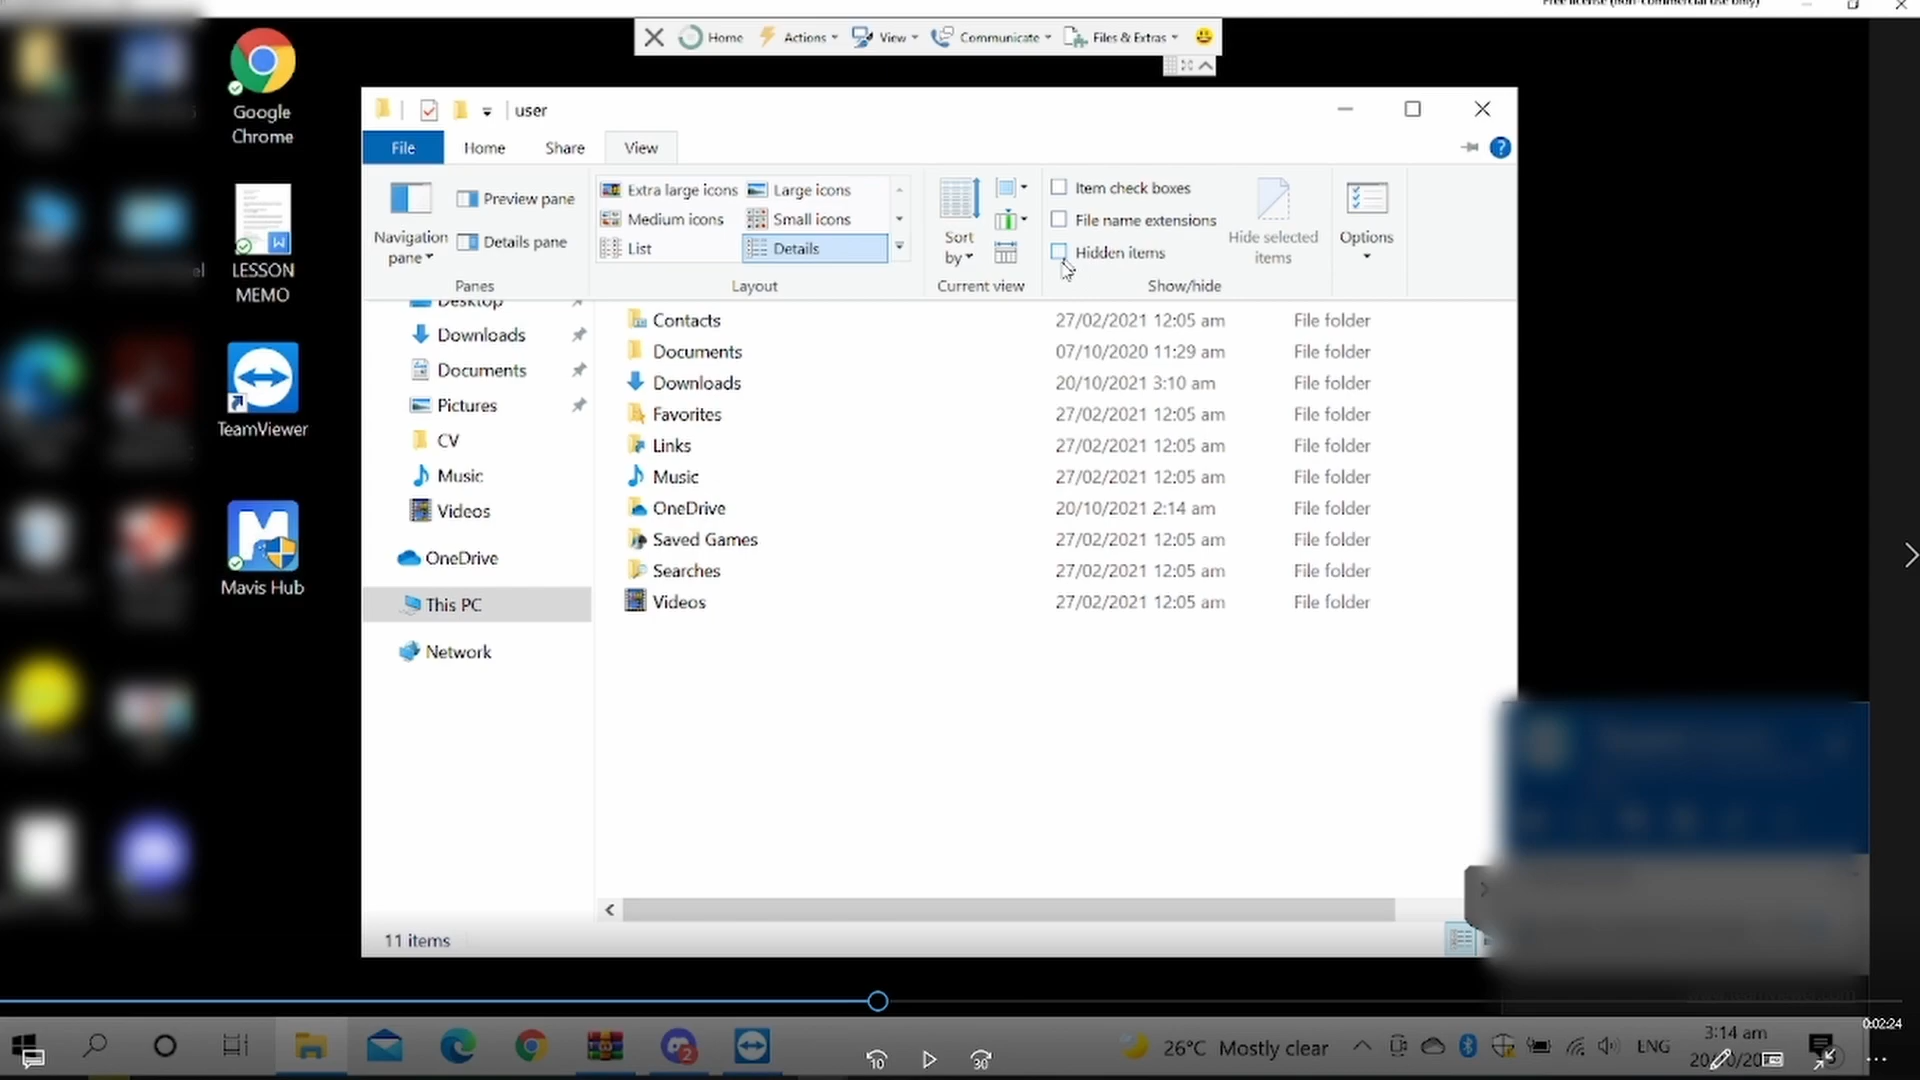 Home Actions View Communicate Files & Extras
Google
Chrome
LESSON
MEMO
TeamViewer
Mavis Hub
user
File Home Share View
Navigation
pane
Preview pane
Details pane
Panes
Extra large icons Large icons
Medium icons Small icons
List Details
Layout
Sort
by
Current view
Item check boxes
File name extensions
Hidden items
Hide selected
items
Show/hide
Options
Desktop
Downloads
Documents
Pictures
CV
Music
Videos
OneDrive
This PC
Network
Contacts 27/02/2021 12:05 am File folder
Documents 07/10/2020 11:29 am File folder
Downloads 20/10/2021 3:10 am File folder
Favorites 27/02/2021 12:05 am File folder
Links 27/02/2021 12:05 am File folder
Music 27/02/2021 12:05 am File folder
OneDrive 20/10/2021 2:14 am File folder
Saved Games 27/02/2021 12:05 am File folder
Searches 27/02/2021 12:05 am File folder
Videos 27/02/2021 12:05 am File folder
11 items
0:02:24
26°C Mostly clear
ENG
3:14 am
10
30
2